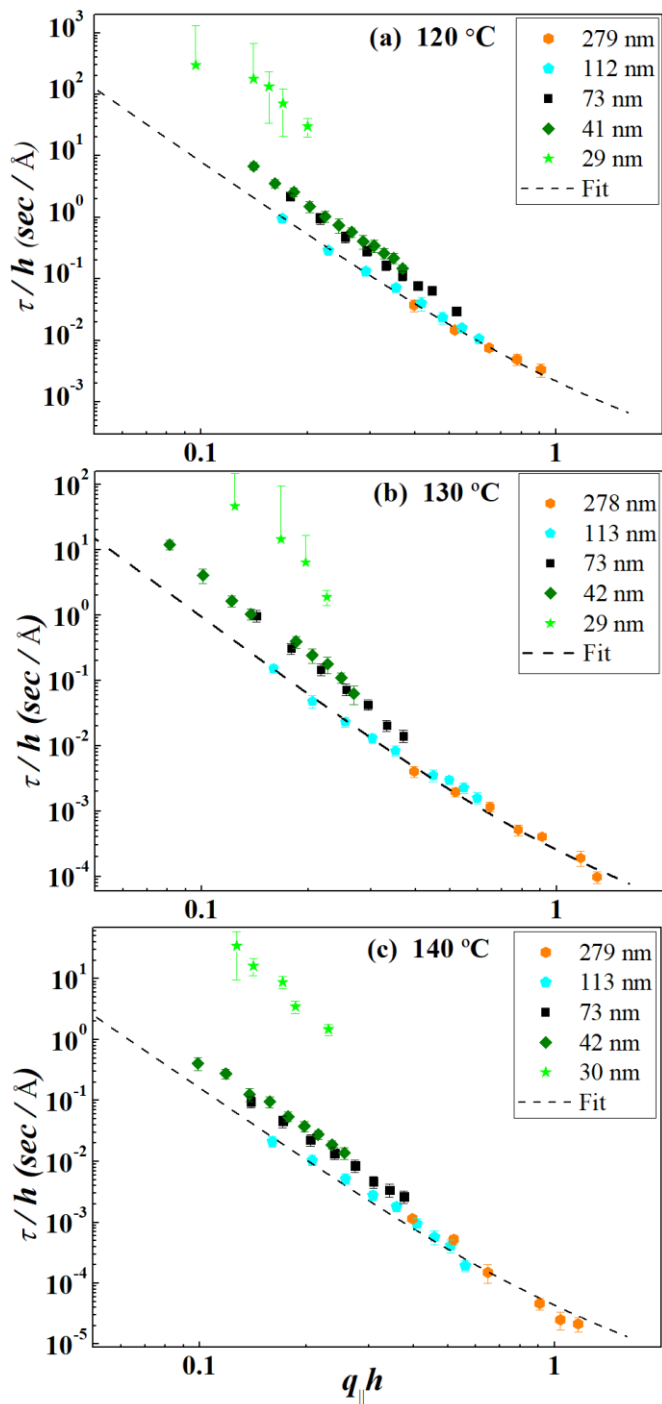 (a) 120 °C
279 nm
112 nm
73 nm
41 nm
29 nm
Fit
10³
10²
10¹
10⁰
10⁻¹
10⁻²
10⁻³
τ/h (sec / Å)
0.1 1
(b) 130 °C
278 nm
113 nm
73 nm
42 nm
29 nm
Fit
10²
10¹
10⁰
10⁻¹
10⁻²
10⁻³
10⁻⁴
τ/h (sec / Å)
0.1 1
(c) 140 °C
279 nm
113 nm
73 nm
42 nm
30 nm
Fit
10¹
10⁰
10⁻¹
10⁻²
10⁻³
10⁻⁴
10⁻⁵
τ/h (sec / Å)
0.1 1
q∥h